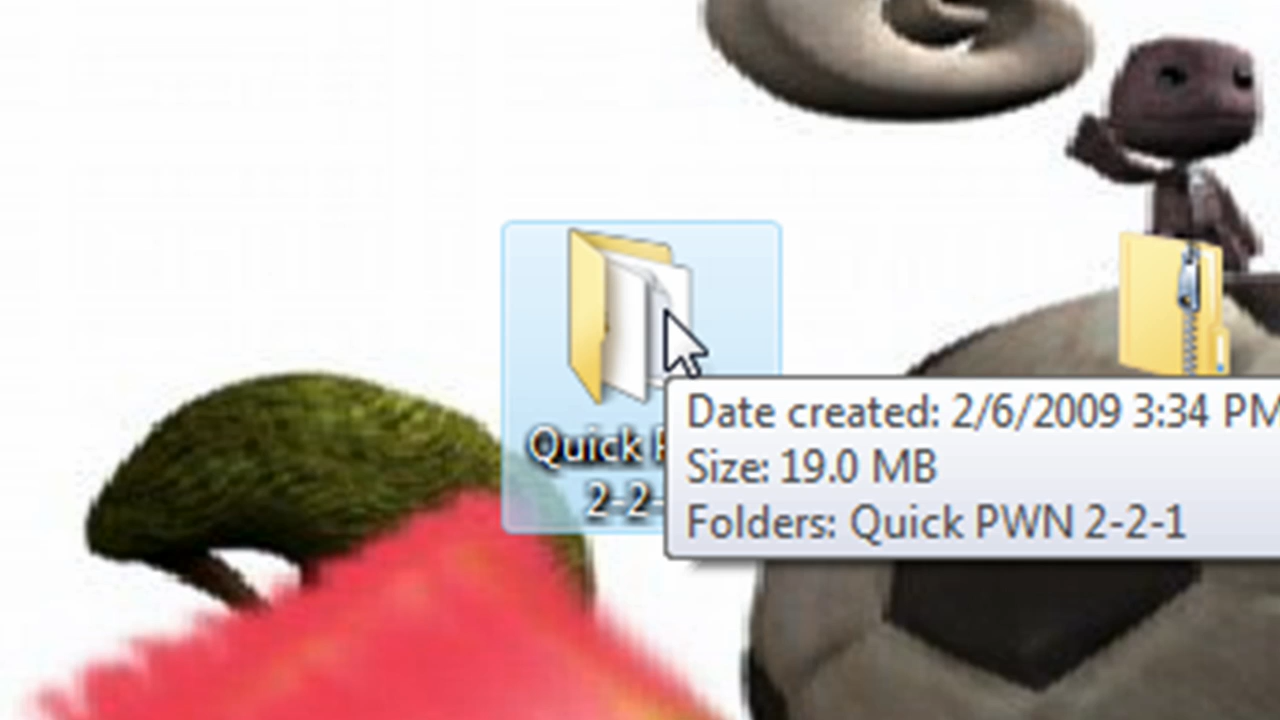 Quick
2-2-
Date created: 2/6/2009 3:34 PM
Size: 19.0 MB
Folders: Quick PWN 2-2-1